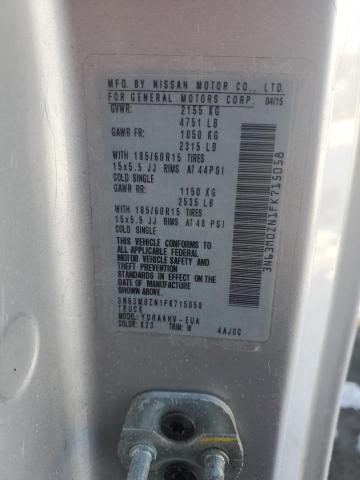 MFD. BY NISSAN MOTOR CO., LTD.
FOR GENERAL MOTORS CORP. 04/15
GVWR: 2155 KG
4751 LB
GAWR FR: 1050 KG
2315 LB
WITH 185/60R15 TIRES
15x5.5 JJ RIMS AT 44PSI
COLD SINGLE
GAWR RR: 1150 KG
2535 LB
WITH 185/60R15 TIRES
15x5.5 JJ RIMS AT 48 PSI
COLD SINGLE
THIS VEHICLE CONFORMS TO
ALL APPLICABLE FEDERAL
MOTOR VEHICLE SAFETY
STANDARDS IN EFFECT ON THE
DATE OF MANUFACTURE
SHOWN ABOVE
3N63M0ZN1FK715058
TRUCK
MODEL: YDRAAHV-EUA
COLOR: K23 TRIM: W 4AJ0C
3N63M0ZN1FK715058